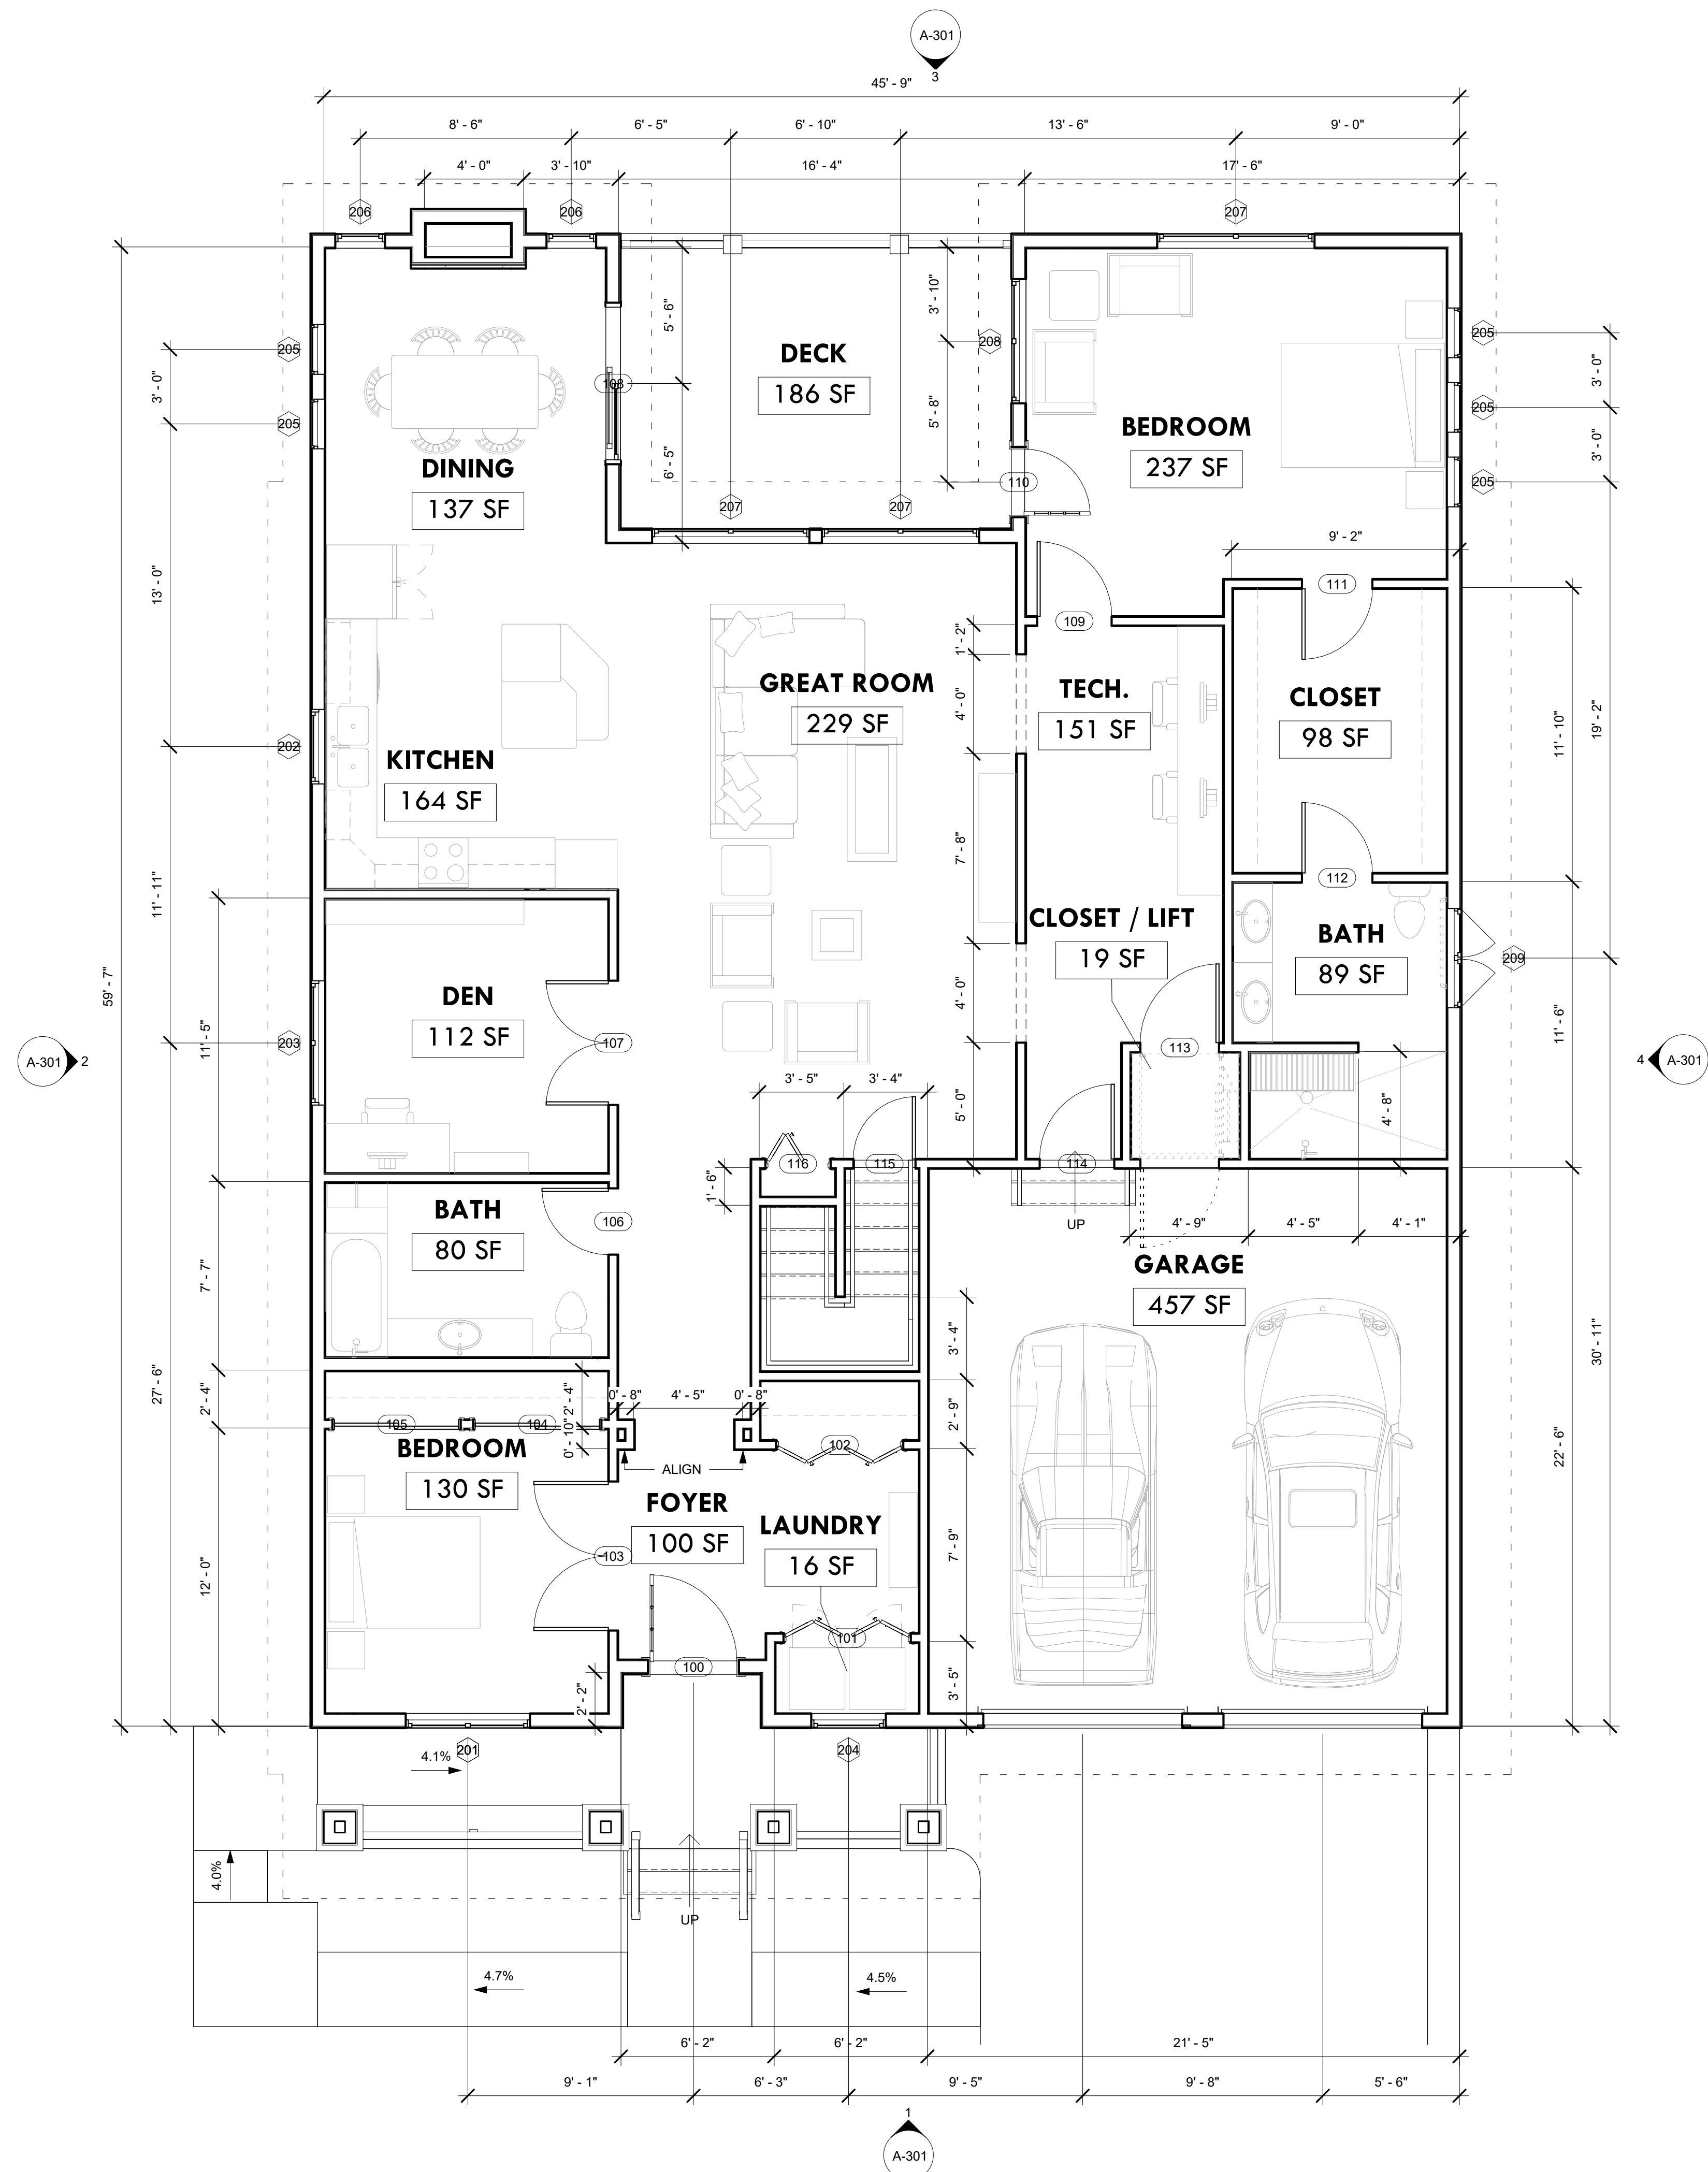 A-301
3
45' - 9"
8' - 6"
6' - 5"
6' - 10"
13' - 6"
9' - 0"
4' - 0"
3' - 10"
16' - 4"
17' - 6"
206
206
207
3' - 10"
5' - 6"
208
205
205
3' - 0"
DECK
186 SF
205
3' - 0"
108
205
205
3' - 0"
5' - 8"
BEDROOM
237 SF
DINING
137 SF
6' - 5"
110
205
207
207
9' - 2"
13' - 0"
111
109
1' - 2"
GREAT ROOM
229 SF
4' - 0"
TECH.
151 SF
CLOSET
98 SF
11' - 10"
19' - 2"
202
KITCHEN
164 SF
7' - 8"
112
11' - 11"
CLOSET / LIFT
19 SF
BATH
89 SF
209
59' - 7"
DEN
112 SF
4' - 0"
11' - 5"
11' - 6"
203
107
113
A-301
2
4
A-301
3' - 5"
3' - 4"
5' - 0"
4' - 8"
116
115
114
1' - 6"
BATH
80 SF
106
UP
4' - 9"
4' - 5"
4' - 1"
7' - 7"
GARAGE
457 SF
3' - 4"
30' - 11"
27' - 6"
2' - 4"
2' - 4"
0' - 8"
4' - 5"
0' - 8"
2' - 9"
105
104
0' - 10"
102
22' - 6"
BEDROOM
130 SF
ALIGN
FOYER
100 SF
LAUNDRY
16 SF
7' - 9"
12' - 0"
103
101
100
2' - 2"
3' - 5"
201
204
4.1%
4.0%
UP
4.7%
4.5%
6' - 2"
6' - 2"
21' - 5"
9' - 1"
6' - 3"
9' - 5"
9' - 8"
5' - 6"
1
A-301